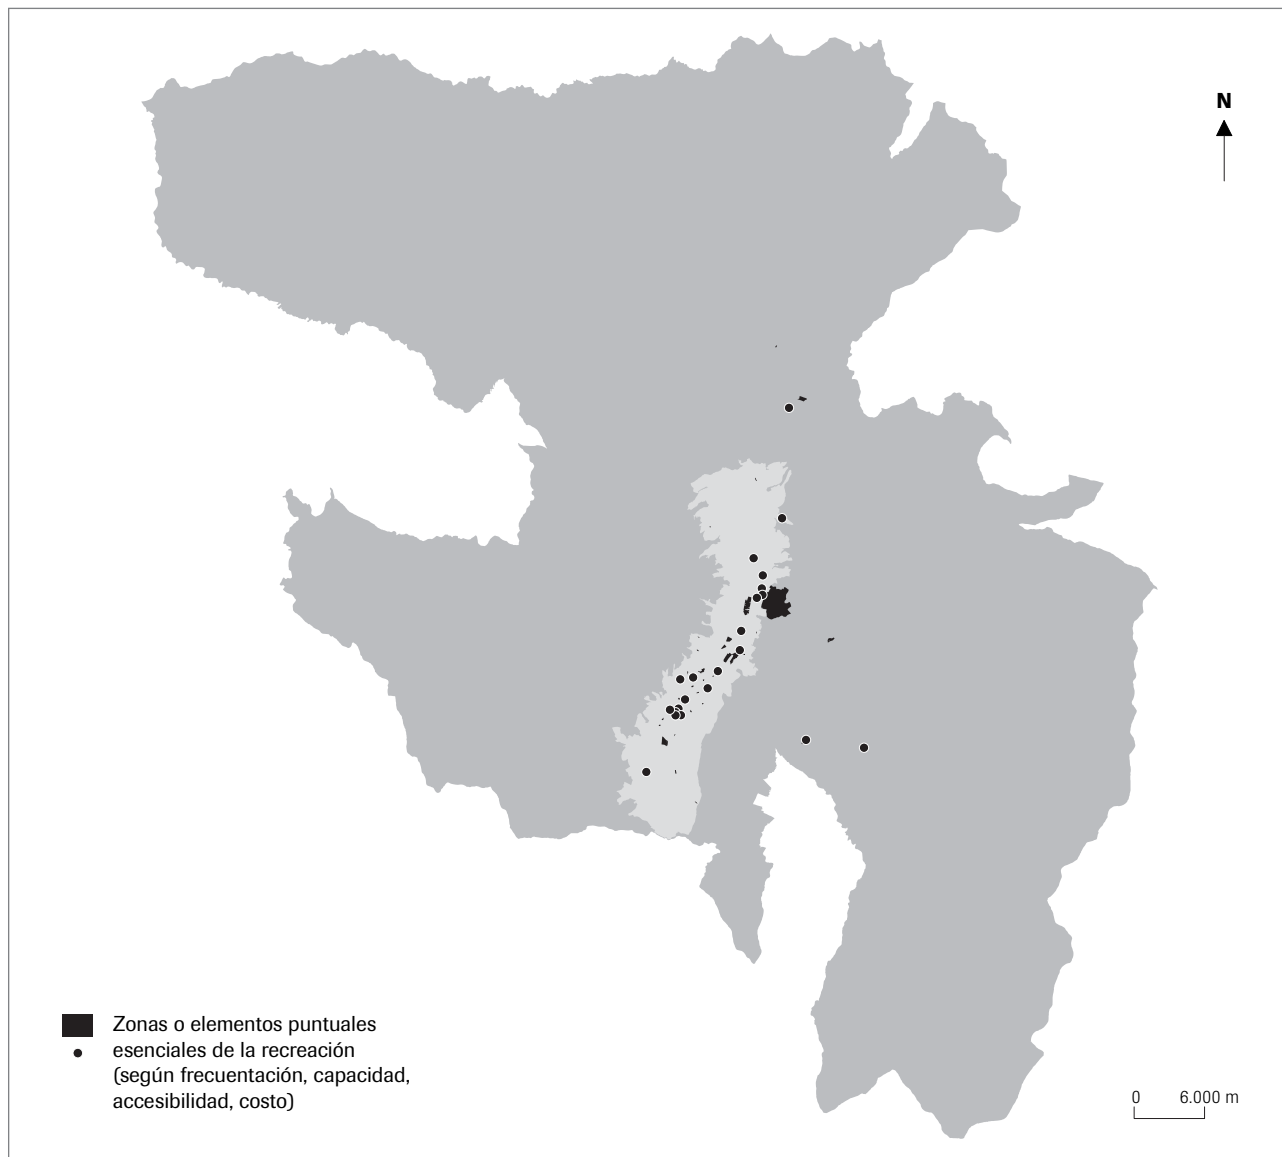 N
Zonas o elementos puntuales
esenciales de la recreación
(según frecuentación, capacidad,
accesibilidad, costo)
0 6.000 m